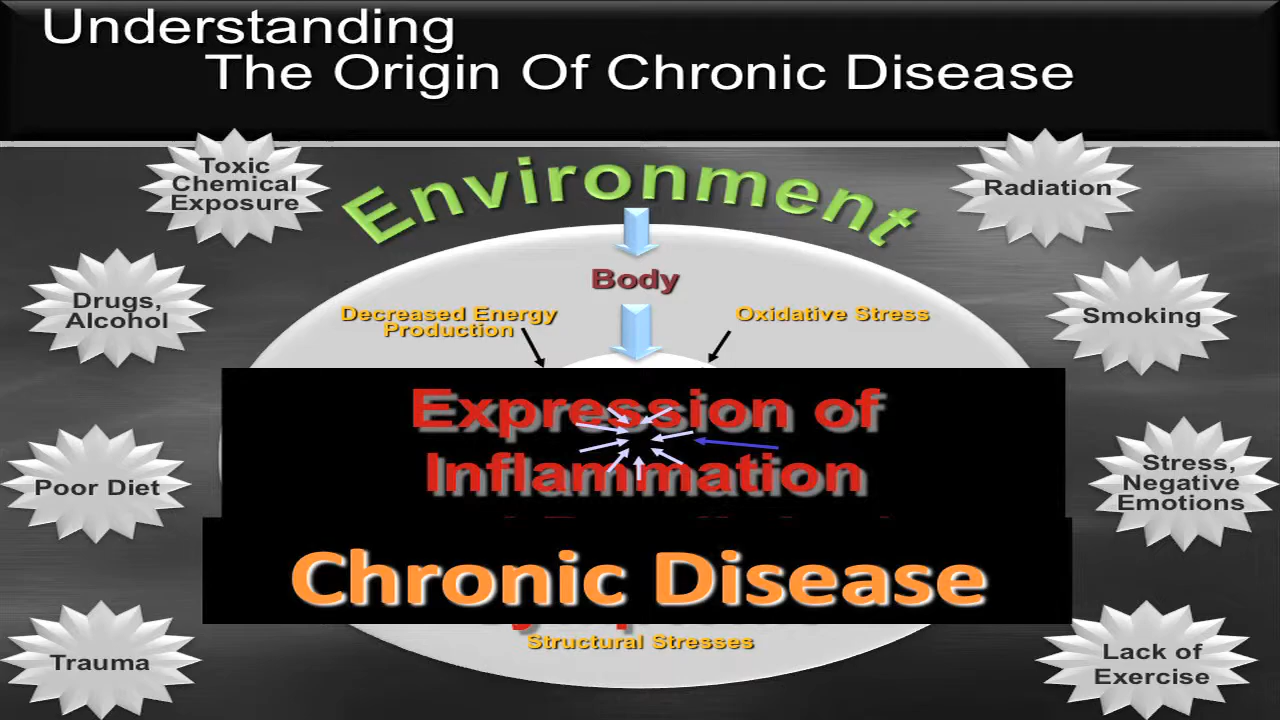 Understanding
The Origin Of Chronic Disease
Environment
Toxic
Chemical
Exposure
Radiation
Drugs,
Alcohol
Body
Smoking
Decreased Energy
Production
Oxidative Stress
Expression of
Inflammation
Poor Diet
Stress,
Negative
Emotions
Chronic Disease
Structural Stresses
Trauma
Lack of
Exercise